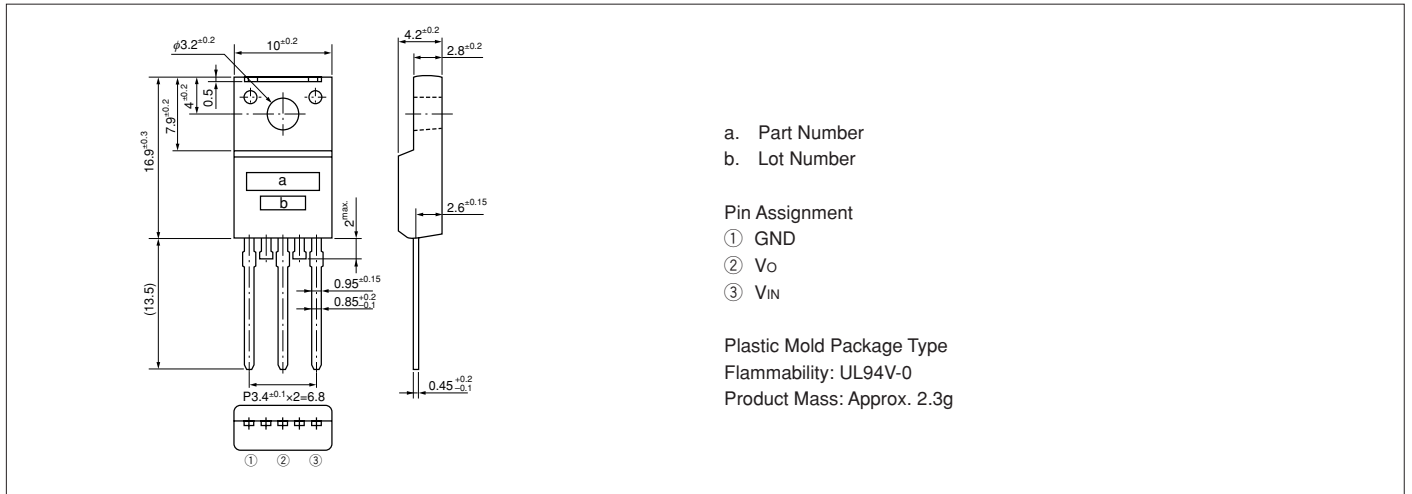 φ3.2±0.2
10±0.2
4.2±0.2
2.8±0.2
16.9±0.3
7.9±0.2
4±0.2
0.5
a
b
2max.
2.6±0.15
(13.5)
0.95±0.15
0.85+0.2-0.1
0.45+0.2-0.1
P3.4±0.1×2=6.8
① ② ③
a. Part Number
b. Lot Number
Pin Assignment
① GND
② VO
③ VIN
Plastic Mold Package Type
Flammability: UL94V-0
Product Mass: Approx. 2.3g